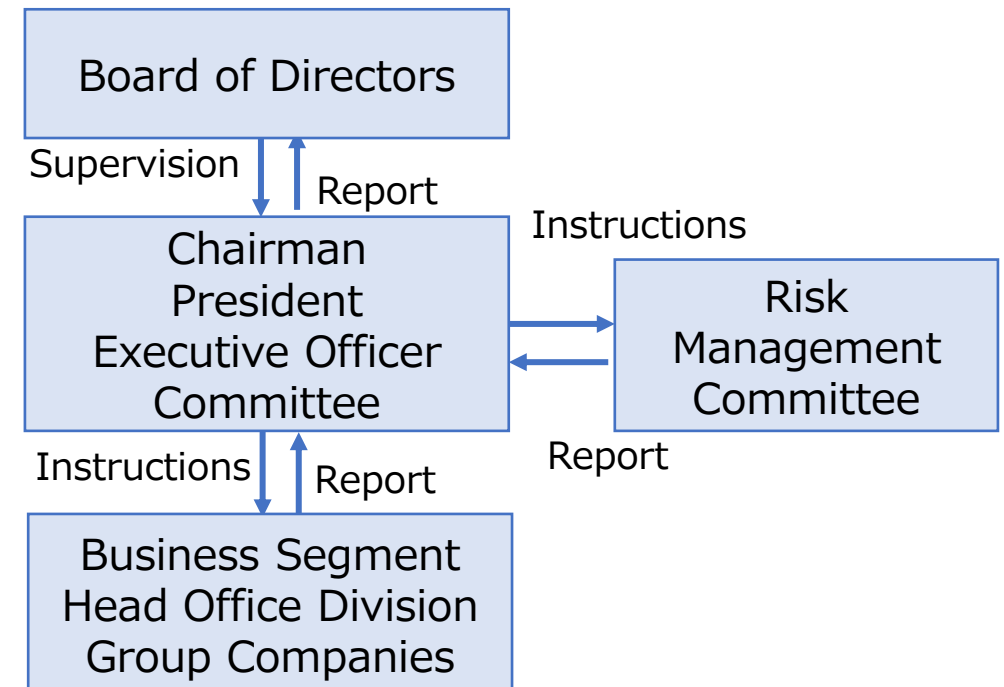 Board of Directors
Supervision
Report
Chairman
President
Executive Officer
Committee
Instructions
Risk
Management
Committee
Report
Instructions
Report
Business Segment
Head Office Division
Group Companies